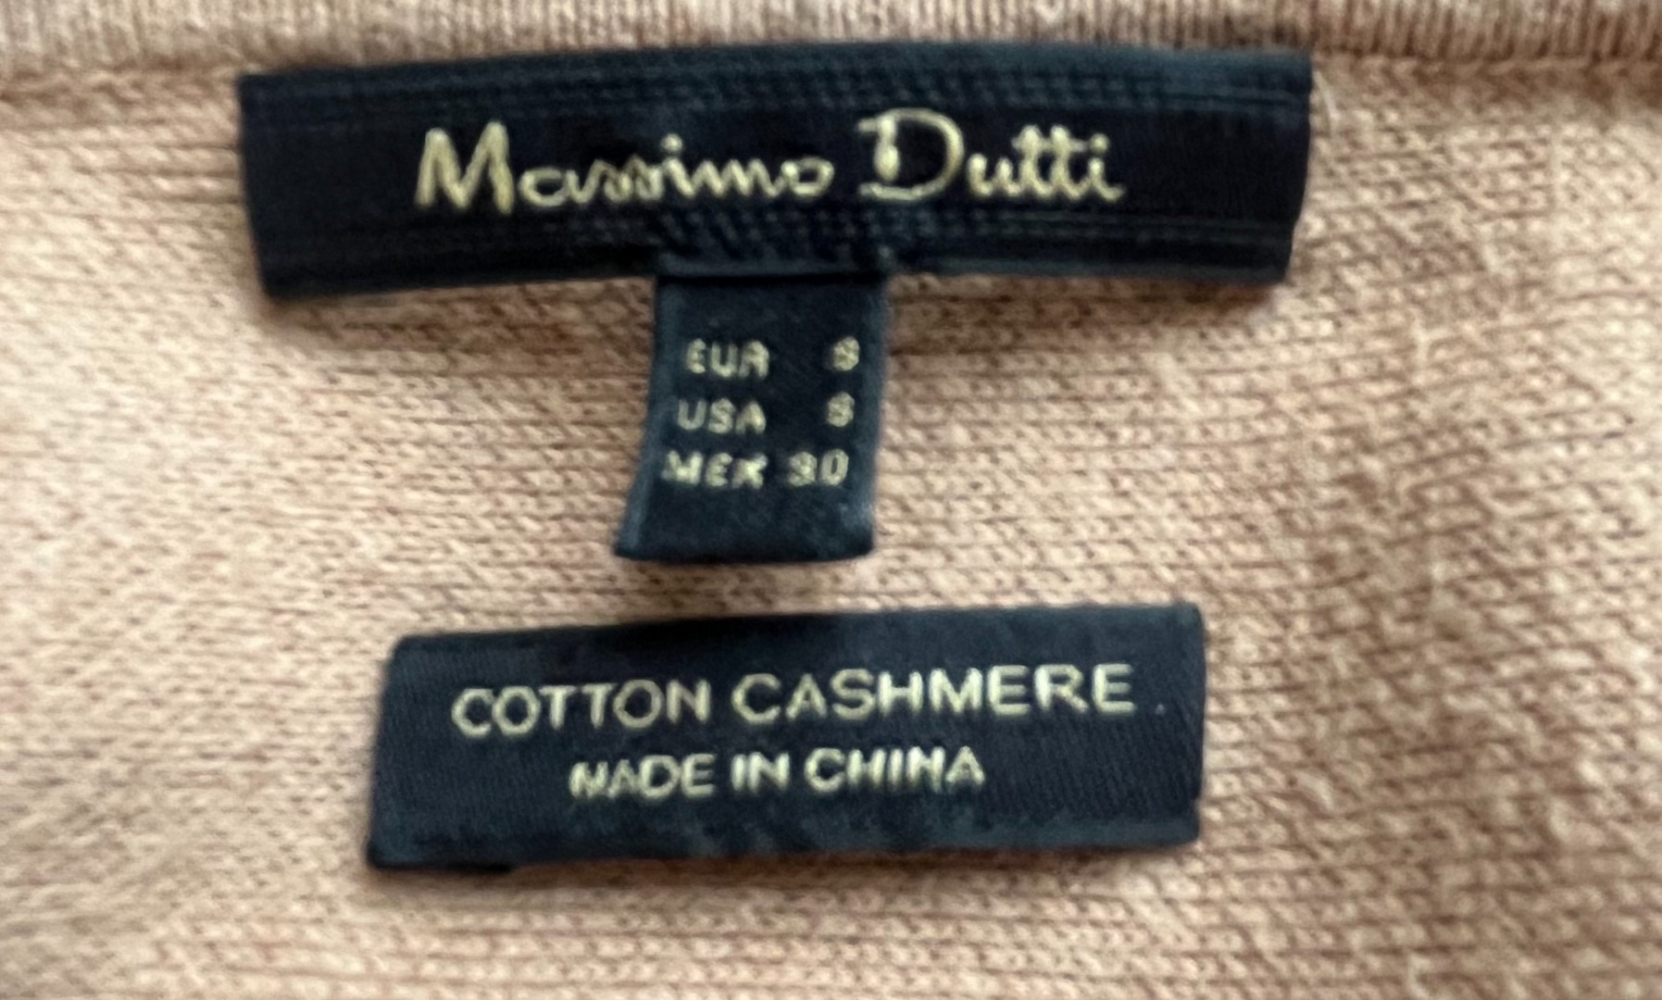 Massimo Dutti
EUR S
USA S
MEX 30
COTTON CASHMERE
MADE IN CHINA